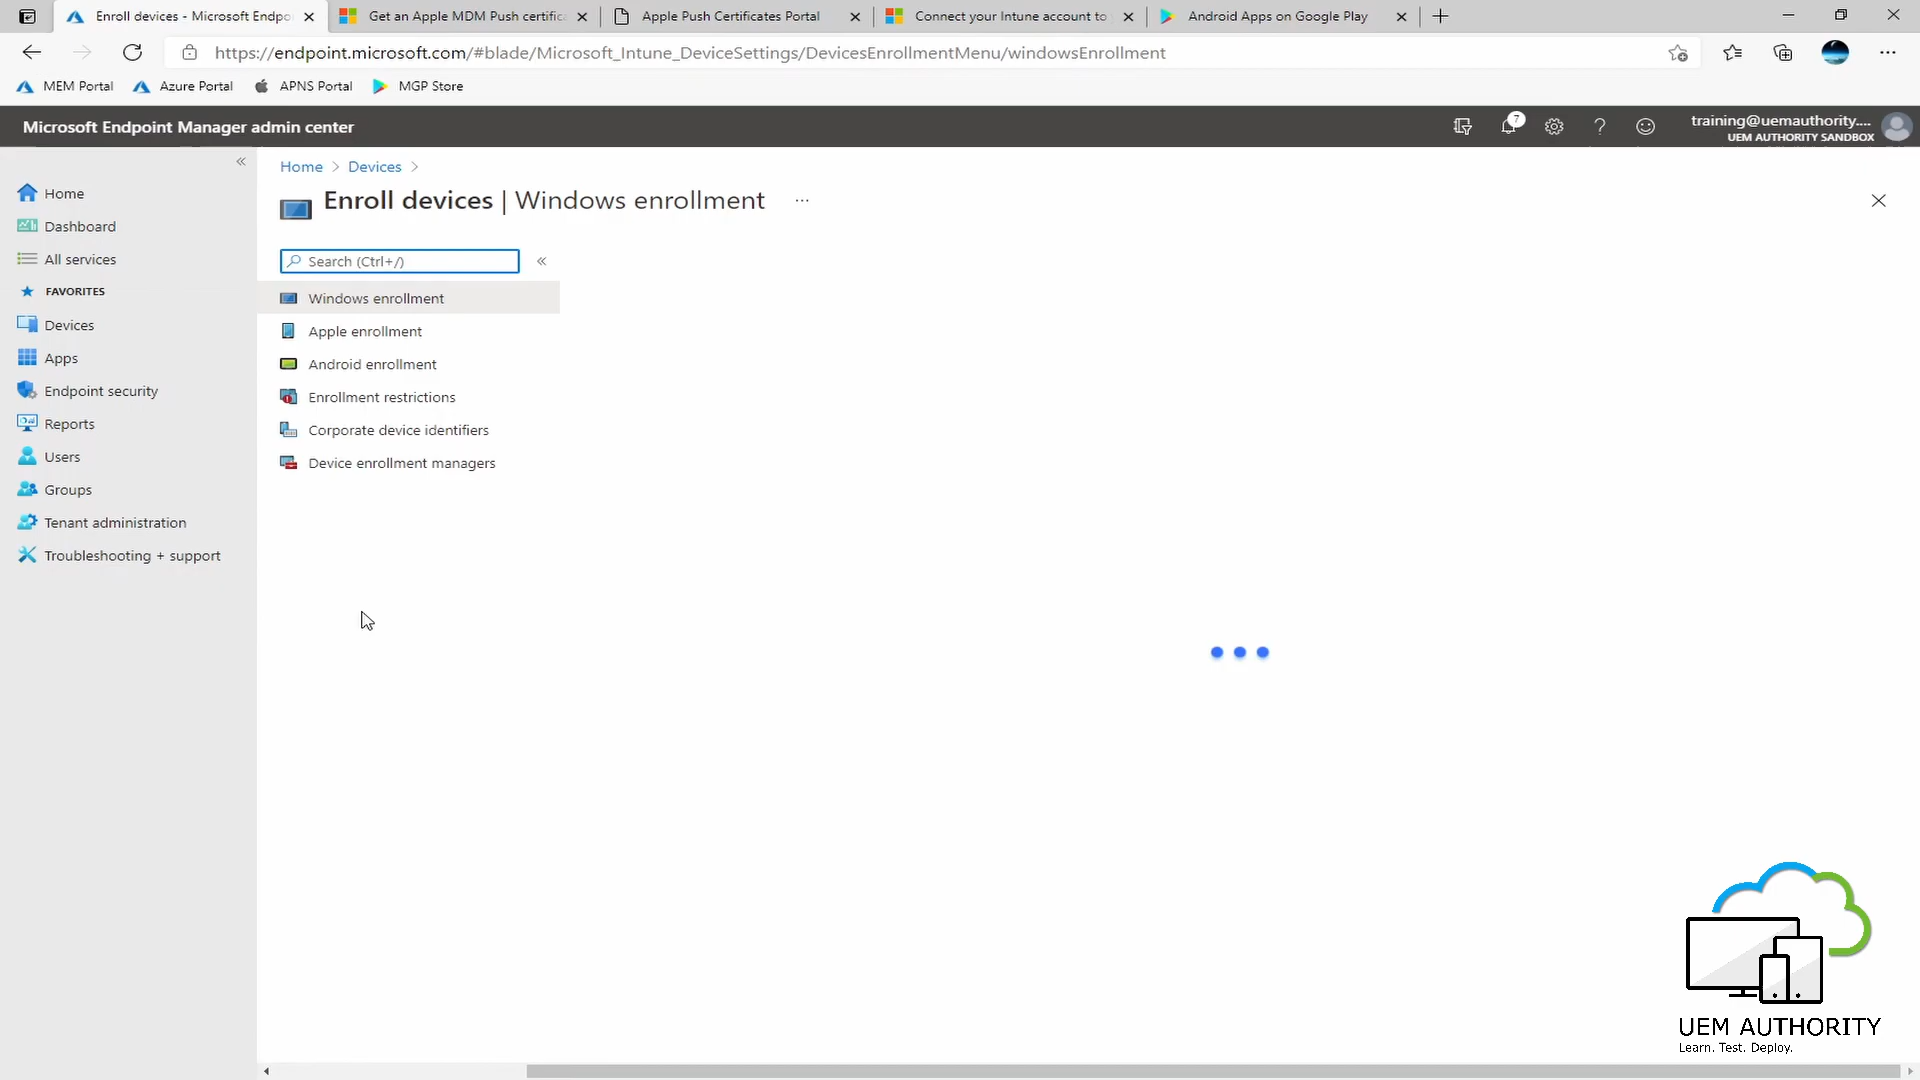 Enroll devices - Microsoft Endpo
Get an Apple MDM Push certific
Apple Push Certificates Portal
Connect your Intune account to
Android Apps on Google Play
https://endpoint.microsoft.com/#blade/Microsoft_Intune_DeviceSettings/DevicesEnrollmentMenu/windowsEnrollment
MEM Portal
Azure Portal
APNS Portal
MGP Store
Microsoft Endpoint Manager admin center
7
training@uemauthority....
UEM AUTHORITY SANDBOX
Home
Dashboard
All services
FAVORITES
Devices
Apps
Endpoint security
Reports
Users
Groups
Tenant administration
Troubleshooting + support
Home > Devices >
Enroll devices | Windows enrollment ...
Search (Ctrl+/)
Windows enrollment
Apple enrollment
Android enrollment
Enrollment restrictions
Corporate device identifiers
Device enrollment managers
UEM AUTHORITY
Learn. Test. Deploy.